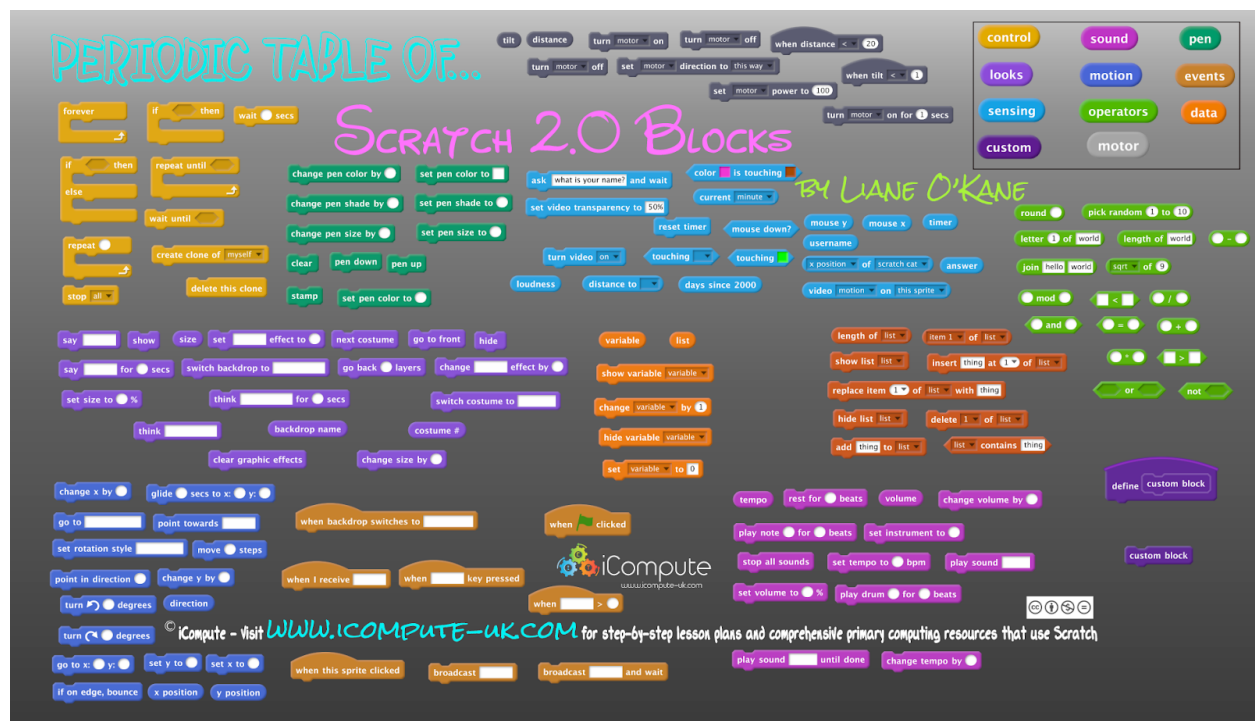 PERIODIC TABLE OF...
SCRATCH 2.0 BLOCKS
BY LIANE O'KANE
tilt
distance
turn motor on
turn motor off
when distance < 20
turn motor off
set motor direction to this way
when tilt < 1
set motor power to 100
turn motor on for 1 secs
control
sound
pen
looks
motion
events
sensing
operators
data
custom
motor
forever
if then
wait secs
if then
else
repeat until
wait until
repeat
create clone of myself
stop all
delete this clone
change pen color by
set pen color to
change pen shade by
set pen shade to
change pen size by
set pen size to
clear
pen down
pen up
stamp
set pen color to
ask what is your name? and wait
color is touching
set video transparency to 50%
current minute
reset timer
mouse down?
mouse y
mouse x
timer
username
turn video on
touching
touching
x position of scratch cat
answer
loudness
distance to
days since 2000
video motion on this sprite
round
pick random 1 to 10
letter 1 of world
length of world
-
join hello world
sqrt of 9
mod
<
/
and
=
+
*
>
or
not
say
show
size
set effect to
next costume
go to front
hide
say for secs
switch backdrop to
go back layers
change effect by
set size to %
think for secs
switch costume to
think
backdrop name
costume #
clear graphic effects
change size by
variable
list
show variable variable
change variable by 1
hide variable variable
set variable to 0
length of list
item 1 of list
show list list
insert thing at 1 of list
replace item 1 of list with thing
hide list list
delete 1 of list
add thing to list
list contains thing
define custom block
custom block
change x by
glide secs to x: y:
go to
point towards
set rotation style
move steps
point in direction
change y by
turn degrees
direction
turn degrees
go to x: y:
set y to
set x to
if on edge, bounce
x position
y position
when backdrop switches to
when clicked
when I receive
when key pressed
when >
when this sprite clicked
broadcast
broadcast and wait
iCompute
www.icompute-uk.com
tempo
rest for beats
volume
change volume by
play note for beats
set instrument to
stop all sounds
set tempo to bpm
play sound
set volume to %
play drum for beats
play sound until done
change tempo by
cc
© iCompute - visit WWW.ICOMPUTE-UK.COM for step-by-step lesson plans and comprehensive primary computing resources that use Scratch